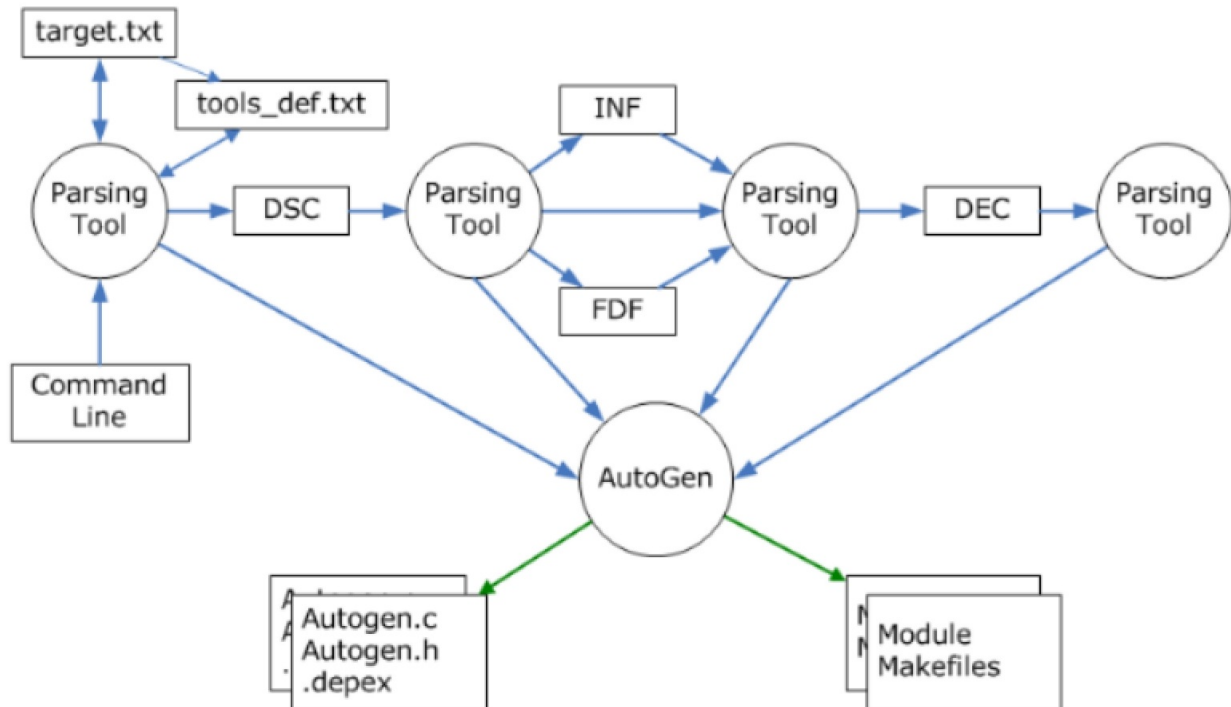 target.txt
tools_def.txt
INF
Parsing
Tool
DSC
Parsing
Tool
Parsing
Tool
DEC
Parsing
Tool
FDF
Command
Line
AutoGen
Autogen.c
Autogen.h
.depex
Module
Makefiles